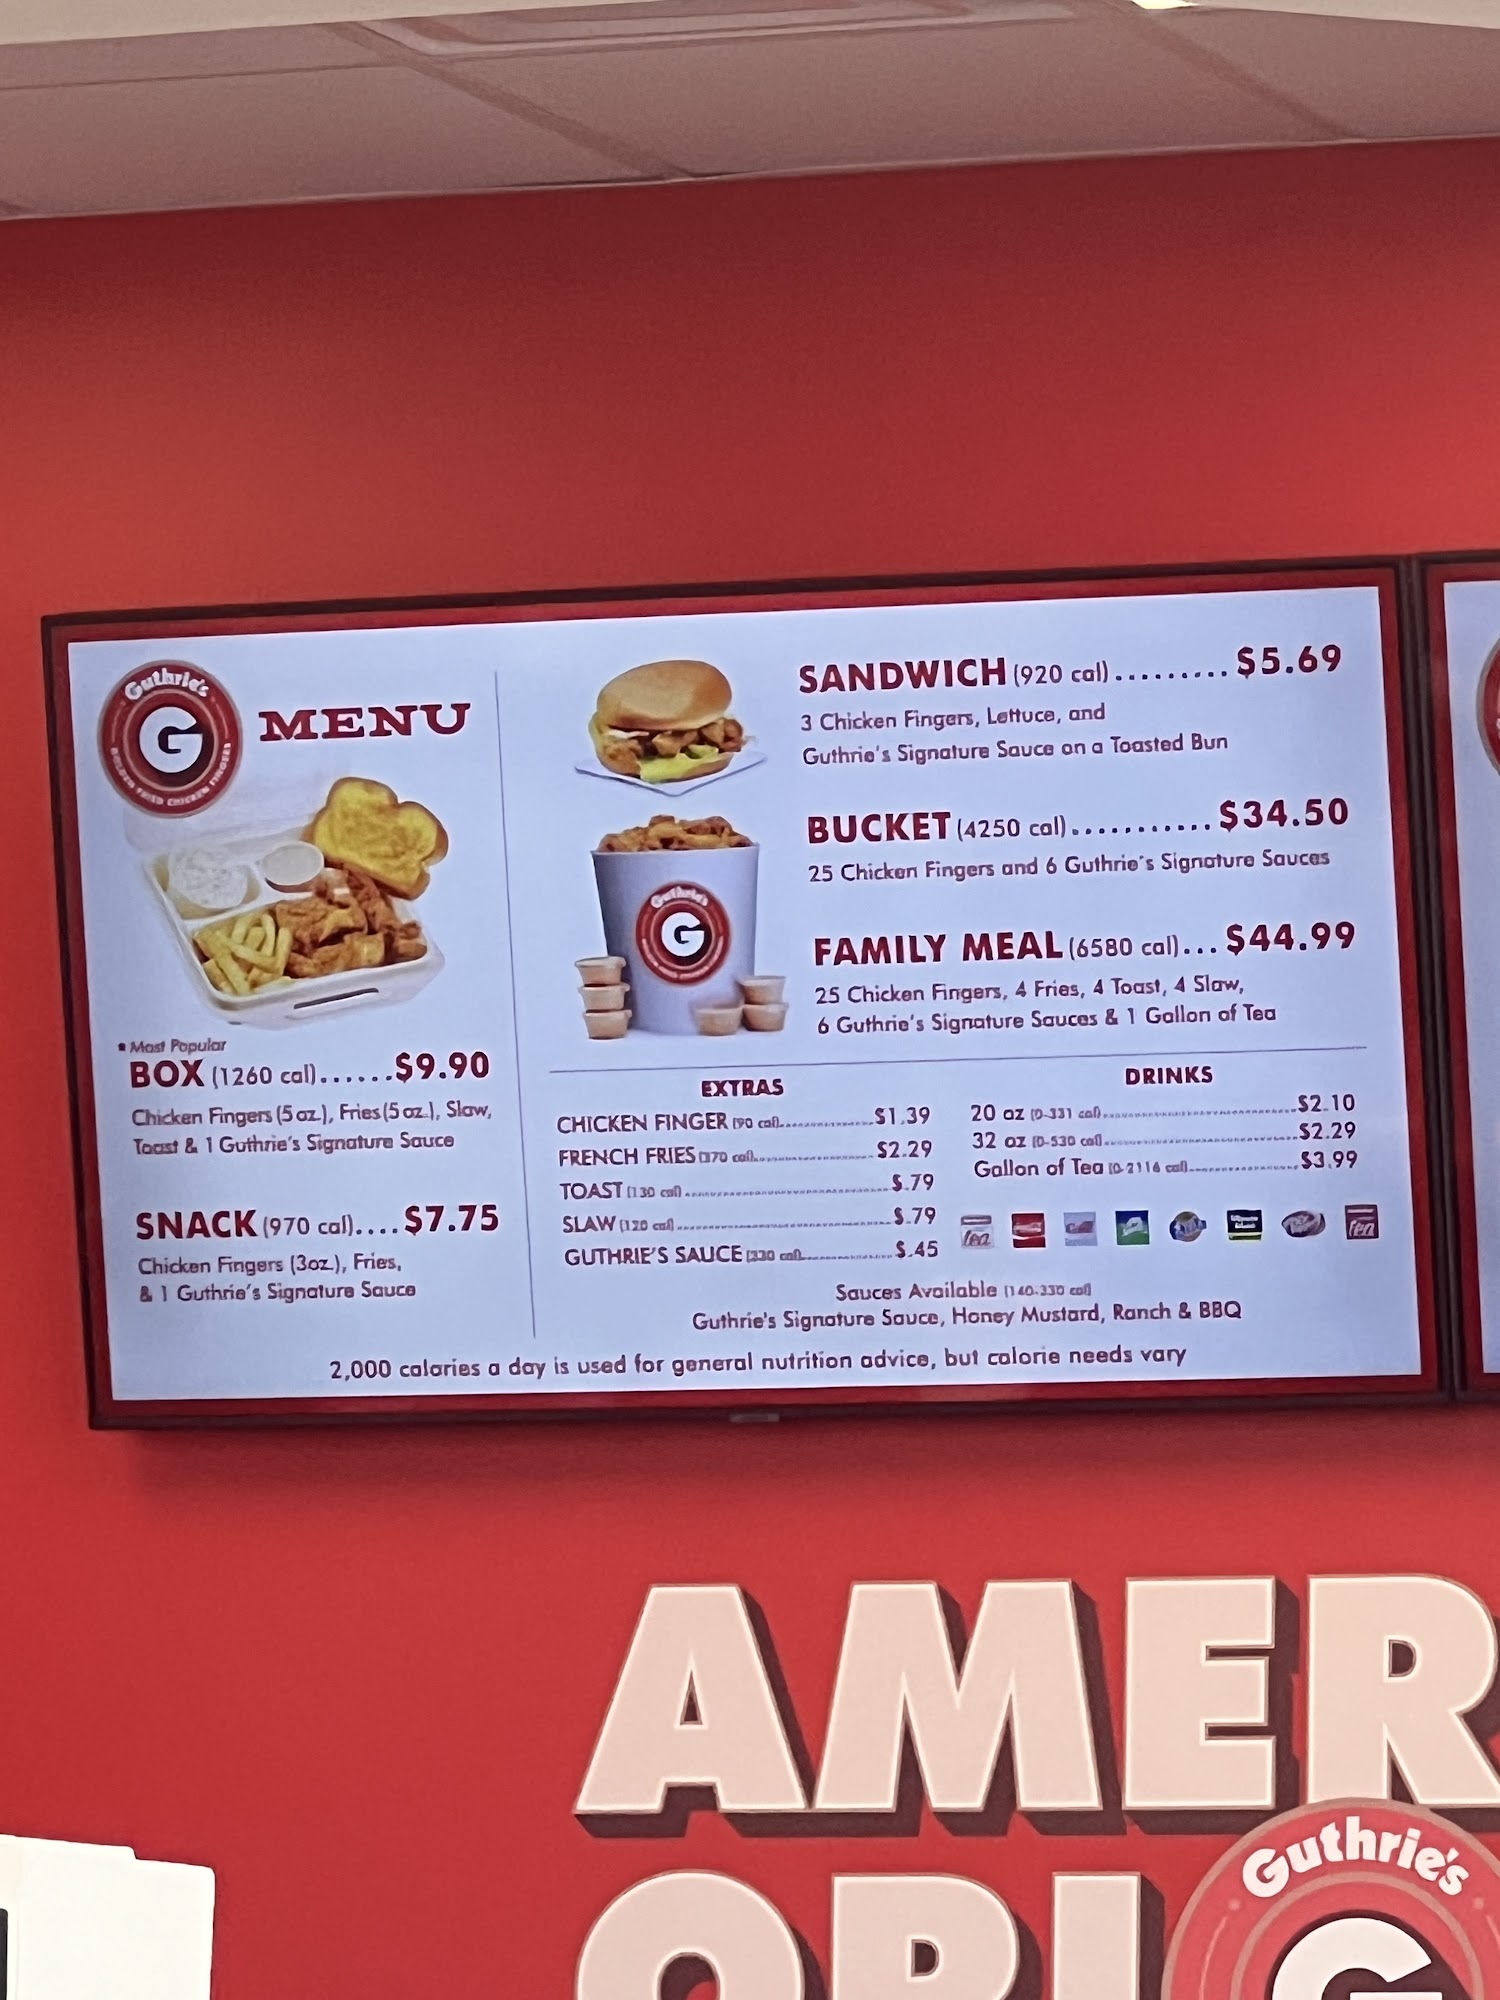 Guthrie's
G
GOLDEN FRIED CHICKEN FINGERS
MENU
Most Popular
BOX (1260 cal)......$9.90
Chicken Fingers (5 oz.), Fries (5 oz.), Slaw,
Toast & 1 Guthrie's Signature Sauce
SNACK (970 cal)....$7.75
Chicken Fingers (3oz.), Fries,
& 1 Guthrie's Signature Sauce
SANDWICH (920 cal).........$5.69
3 Chicken Fingers, Lettuce, and
Guthrie's Signature Sauce on a Toasted Bun
BUCKET (4250 cal)...........$34.50
25 Chicken Fingers and 6 Guthrie's Signature Sauces
FAMILY MEAL (6580 cal)...$44.99
25 Chicken Fingers, 4 Fries, 4 Toast, 4 Slaw,
6 Guthrie's Signature Sauces & 1 Gallon of Tea
Guthrie's
G
EXTRAS
CHICKEN FINGER (90 cal)...............$1.39
FRENCH FRIES (370 cal)...............$2.29
TOAST (130 cal)...............$.79
SLAW (120 cal)...............$.79
GUTHRIE'S SAUCE (330 cal)...............$.45
DRINKS
20 oz (0-331 cal)...............$2.10
32 oz (0-530 cal)...............$2.29
Gallon of Tea (0-2116 cal)...............$3.99
tea
tea
Sauces Available (140-330 cal)
Guthrie's Signature Sauce, Honey Mustard, Ranch & BBQ
2,000 calories a day is used for general nutrition advice, but calorie needs vary
AMER
ORI
Guthrie's
G